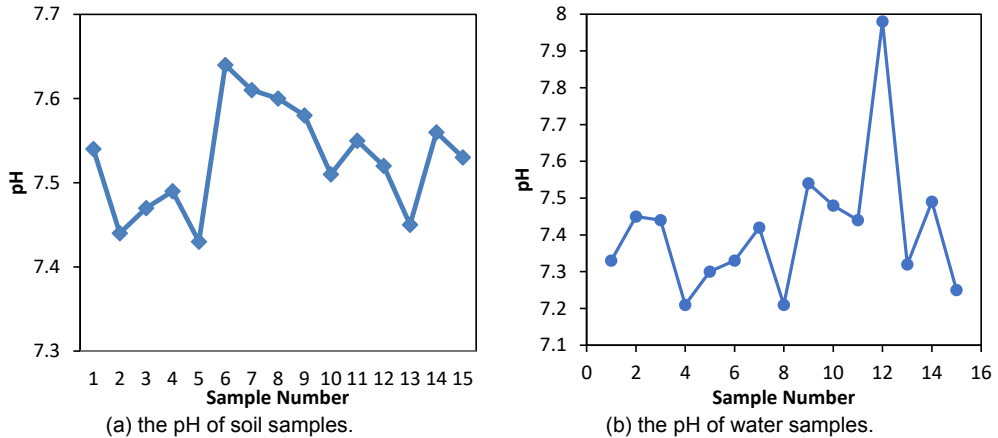 7.7
7.6
7.5
7.4
7.3
pH
1 2 3 4 5 6 7 8 9 10 11 12 13 14 15
Sample Number
(a) the pH of soil samples.
8
7.9
7.8
7.7
7.6
7.5
7.4
7.3
7.2
7.1
pH
0 2 4 6 8 10 12 14 16
Sample Number
(b) the pH of water samples.